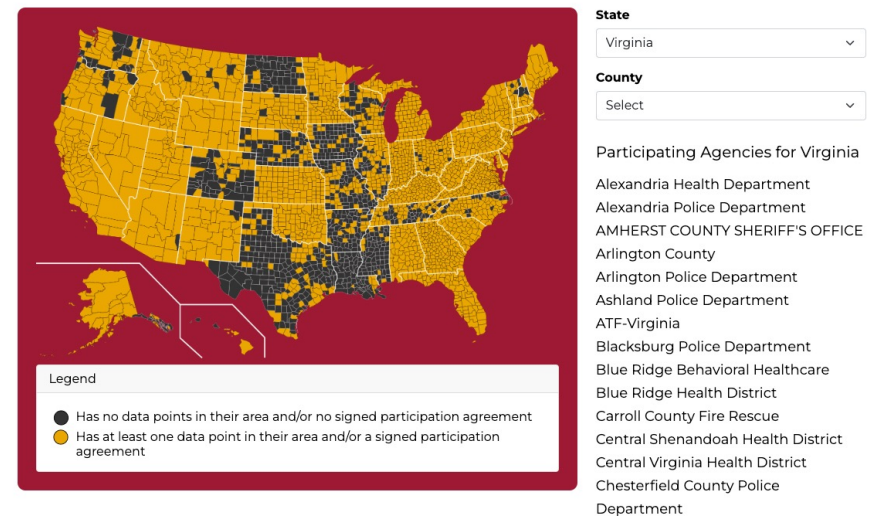 State
Virginia
County
Select
Participating Agencies for Virginia
Alexandria Health Department
Alexandria Police Department
AMHERST COUNTY SHERIFF'S OFFICE
Arlington County
Arlington Police Department
Ashland Police Department
ATF-Virginia
Blacksburg Police Department
Blue Ridge Behavioral Healthcare
Blue Ridge Health District
Carroll County Fire Rescue
Central Shenandoah Health District
Central Virginia Health District
Chesterfield County Police
Department
Legend
Has no data points in their area and/or no signed participation agreement
Has at least one data point in their area and/or a signed participation
agreement